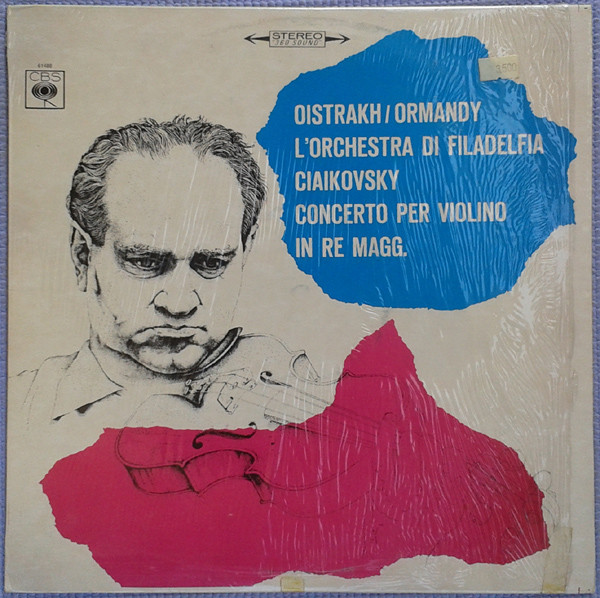 STEREO
360 SOUND
CBS
OISTRAKH / ORMANDY
L'ORCHESTRA DI FILADELFIA
CIAIKOVSKY
CONCERTO PER VIOLINO
IN RE MAGG.